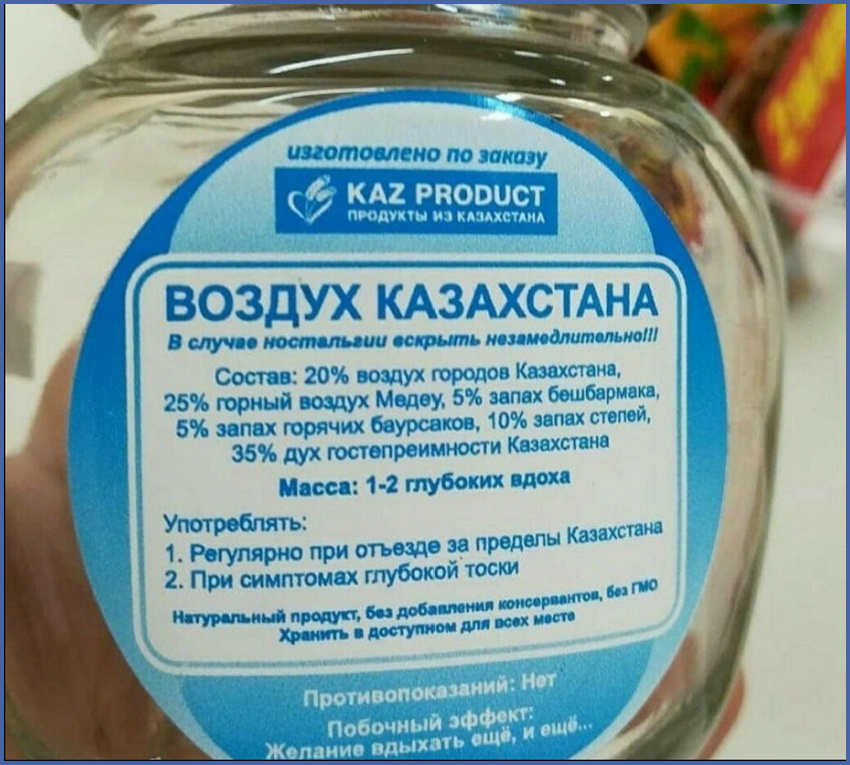 изготовлено по заказу
KAZ PRODUCT
ПРОДУКТЫ ИЗ КАЗАХСТАНА
ВОЗДУХ КАЗАХСТАНА
В случае ностальгии вскрыть незамедлительно!!!
Состав: 20% воздух городов Казахстана,
25% горный воздух Медеу, 5% запах бешбармака,
5% запах горячих баурсаков, 10% запах степей,
35% дух гостепреимности Казахстана
Масса: 1-2 глубоких вдоха
Употреблять:
1. Регулярно при отъезде за пределы Казахстана
2. При симптомах глубокой тоски
Натуральный продукт, без добавления консервантов, без ГМО
Хранить в доступном для всех месте
Противопоказаний: Нет
Побочный эффект:
Желание вдыхать ещё, и ещё...